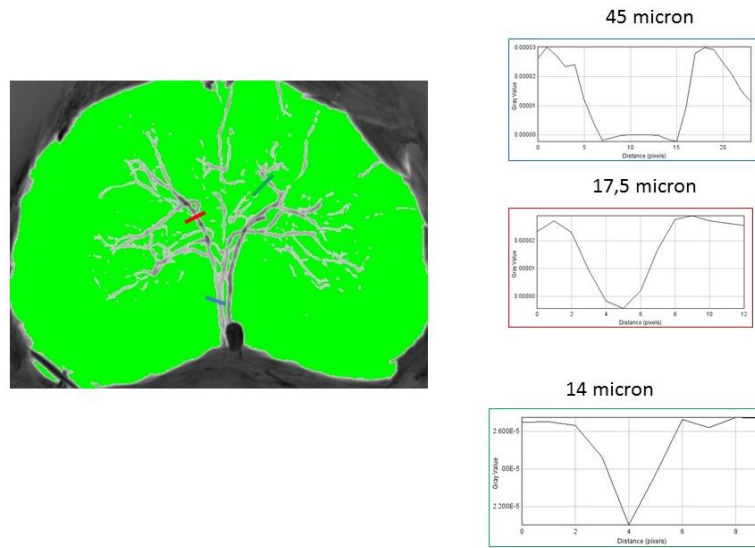 45 micron
0.00003
0.00002
0.00001
0.00000
0 5 10 15 20
Gray Value
Distance (pixels)
17,5 micron
0.00002
0.00001
0.00000
0 2 4 6 8 10 12
Gray Value
Distance (pixels)
14 micron
2.600E-5
-00E-5
2.200E-5
0 2 4 6 8
Gray Value
Distance (pixels)